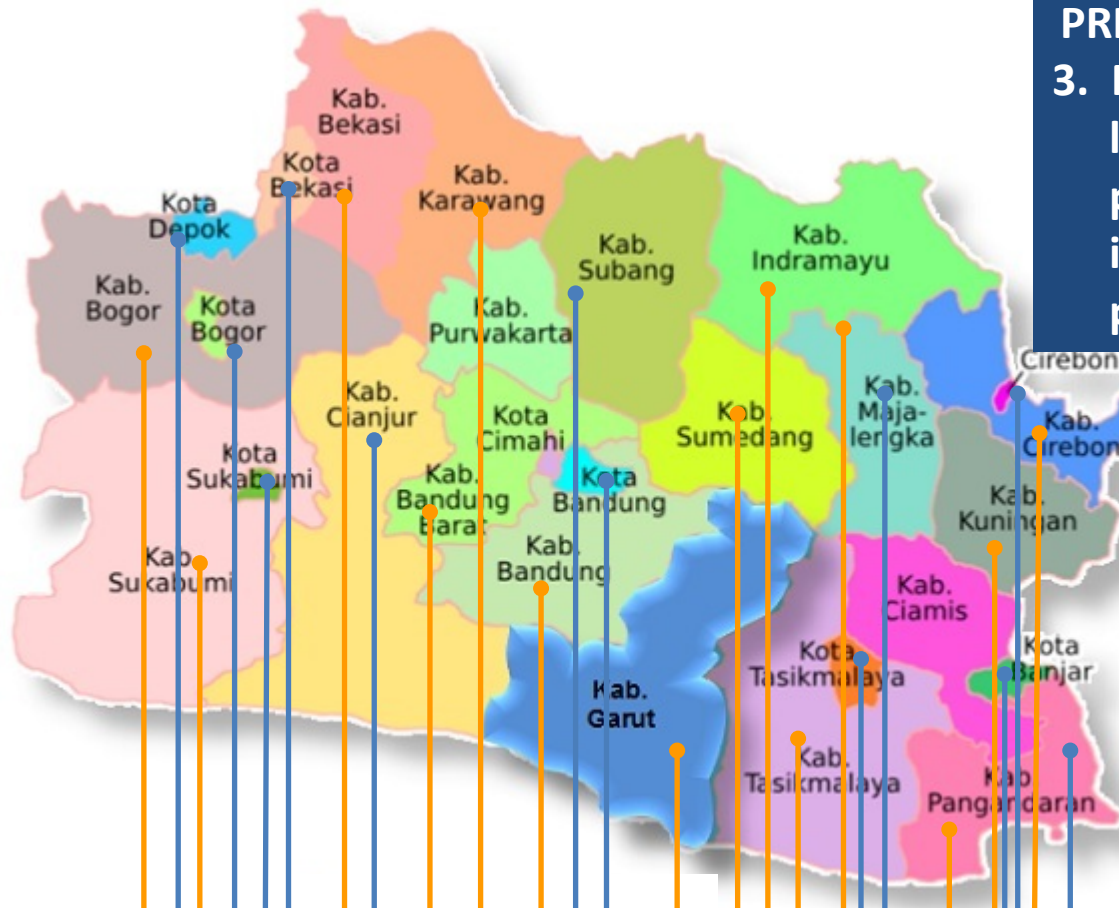 PR
3.
Kab.
Bekasi
Kota
Bekasi
Kab.
Karawang
Kota
Depok
Kab.
Subang
Kab.
Indramayu
Kab.
Bogor
Kota
Bogor
Kab.
Purwakarta
Cirebon
Kab.
Cianjur
Kota
Cimahi
Kab.
Sumedang
Kab.
Maja-
lengka
Kab.
Cirebon
Kota
Sukabumi
Kab.
Bandung
Barat
Kota
Bandung
Kab.
Kuningan
Kab.
Sukabumi
Kab.
Bandung
Kab.
Ciamis
Kota
Tasikmalaya
Kota
Banjar
Kab.
Garut
Kab.
Tasikmalaya
Kab.
Pangandaran